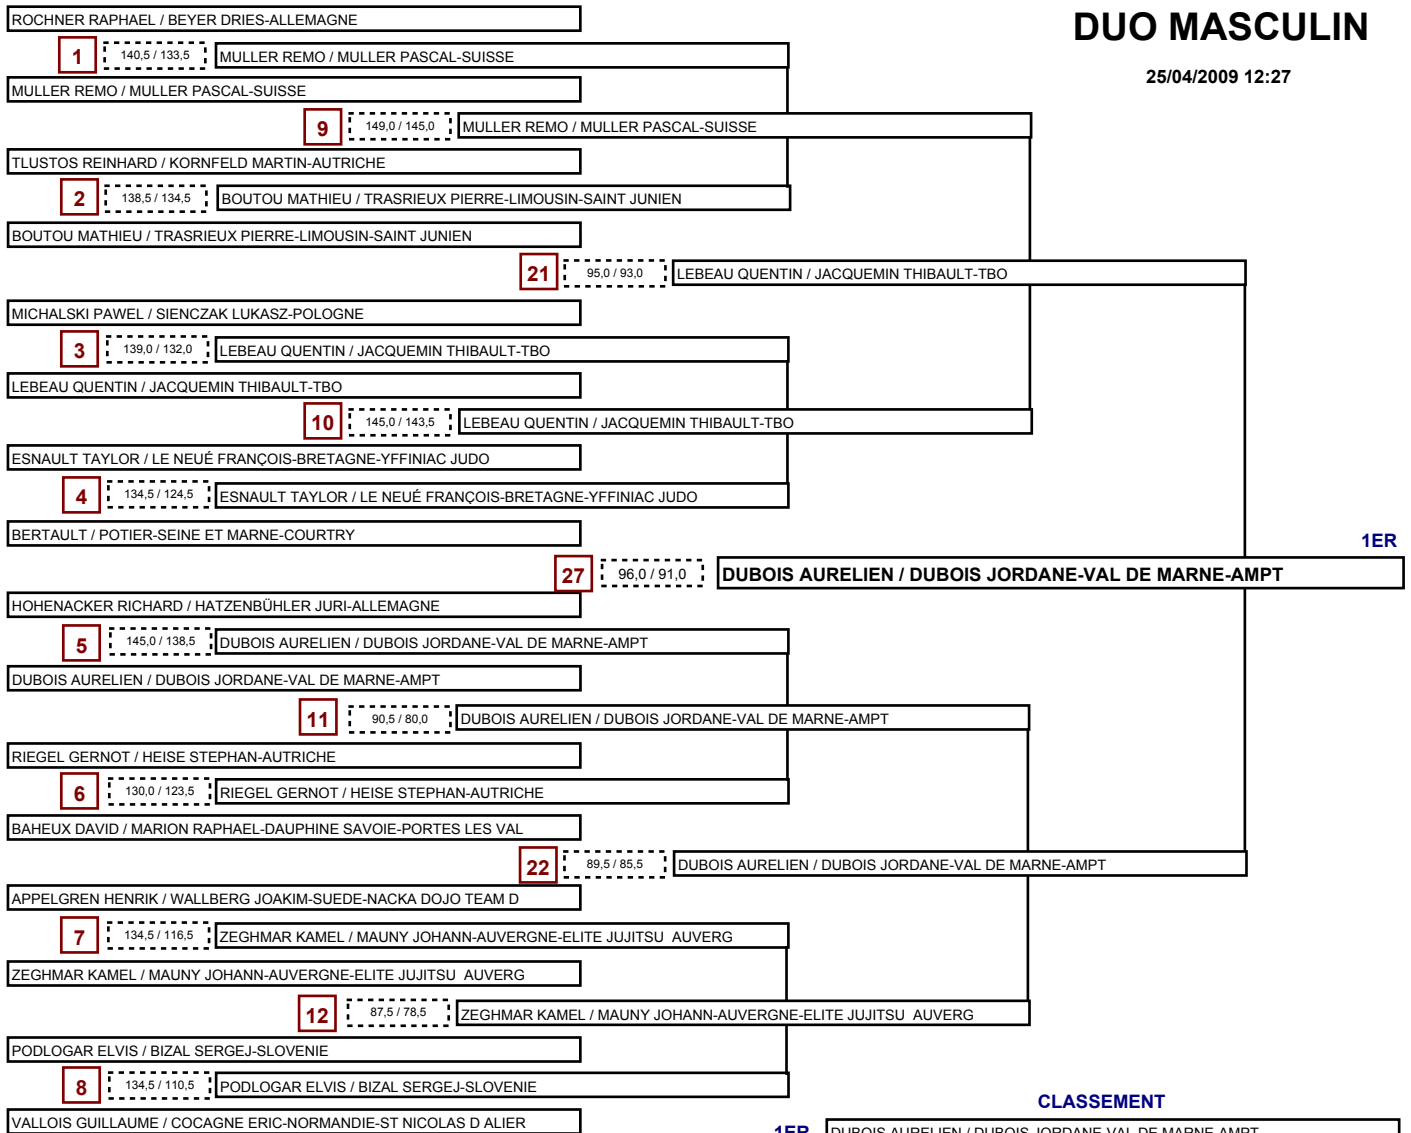 ROCHNER RAPHAEL / BEYER DRIES-ALLEMAGNE
DUO MASCULIN
1 140,5 / 133,5 MULLER REMO / MULLER PASCAL-SUISSE
25/04/2009 12:27
MULLER REMO / MULLER PASCAL-SUISSE
9 149,0 / 145,0 MULLER REMO / MULLER PASCAL-SUISSE
TLUSTOS REINHARD / KORNFELD MARTIN-AUTRICHE
2 138,5 / 134,5 BOUTOU MATHIEU / TRASRIEUX PIERRE-LIMOUSIN-SAINT JUNIEN
BOUTOU MATHIEU / TRASRIEUX PIERRE-LIMOUSIN-SAINT JUNIEN
21 95,0 / 93,0 LEBEAU QUENTIN / JACQUEMIN THIBAULT-TBO
MICHALSKI PAWEL / SIENCZAK LUKASZ-POLOGNE
3 139,0 / 132,0 LEBEAU QUENTIN / JACQUEMIN THIBAULT-TBO
LEBEAU QUENTIN / JACQUEMIN THIBAULT-TBO
10 145,0 / 143,5 LEBEAU QUENTIN / JACQUEMIN THIBAULT-TBO
ESNAULT TAYLOR / LE NEUÉ FRANÇOIS-BRETAGNE-YFFINIAC JUDO
4 134,5 / 124,5 ESNAULT TAYLOR / LE NEUÉ FRANÇOIS-BRETAGNE-YFFINIAC JUDO
BERTAULT / POTIER-SEINE ET MARNE-COURTRY
1ER
27 96,0 / 91,0 DUBOIS AURELIEN / DUBOIS JORDANE-VAL DE MARNE-AMPT
HOHENACKER RICHARD / HATZENBÜHLER JURI-ALLEMAGNE
5 145,0 / 138,5 DUBOIS AURELIEN / DUBOIS JORDANE-VAL DE MARNE-AMPT
DUBOIS AURELIEN / DUBOIS JORDANE-VAL DE MARNE-AMPT
11 90,5 / 80,0 DUBOIS AURELIEN / DUBOIS JORDANE-VAL DE MARNE-AMPT
RIEGEL GERNOT / HEISE STEPHAN-AUTRICHE
6 130,0 / 123,5 RIEGEL GERNOT / HEISE STEPHAN-AUTRICHE
BAHEUX DAVID / MARION RAPHAEL-DAUPHINE SAVOIE-PORTES LES VAL
22 89,5 / 85,5 DUBOIS AURELIEN / DUBOIS JORDANE-VAL DE MARNE-AMPT
APPELGREN HENRIK / WALLBERG JOAKIM-SUEDE-NACKA DOJO TEAM D
7 134,5 / 116,5 ZEGHMAR KAMEL / MAUNY JOHANN-AUVERGNE-ELITE JUJITSU AUVERG
ZEGHMAR KAMEL / MAUNY JOHANN-AUVERGNE-ELITE JUJITSU AUVERG
12 87,5 / 78,5 ZEGHMAR KAMEL / MAUNY JOHANN-AUVERGNE-ELITE JUJITSU AUVERG
PODLOGAR ELVIS / BIZAL SERGEJ-SLOVENIE
8 134,5 / 110,5 PODLOGAR ELVIS / BIZAL SERGEJ-SLOVENIE
CLASSEMENT
VALLOIS GUILLAUME / COCAGNE ERIC-NORMANDIE-ST NICOLAS D ALIER
1ER DUBOIS AURELIEN / DUBOIS JORDANE-VAL DE MARNE-AMPT